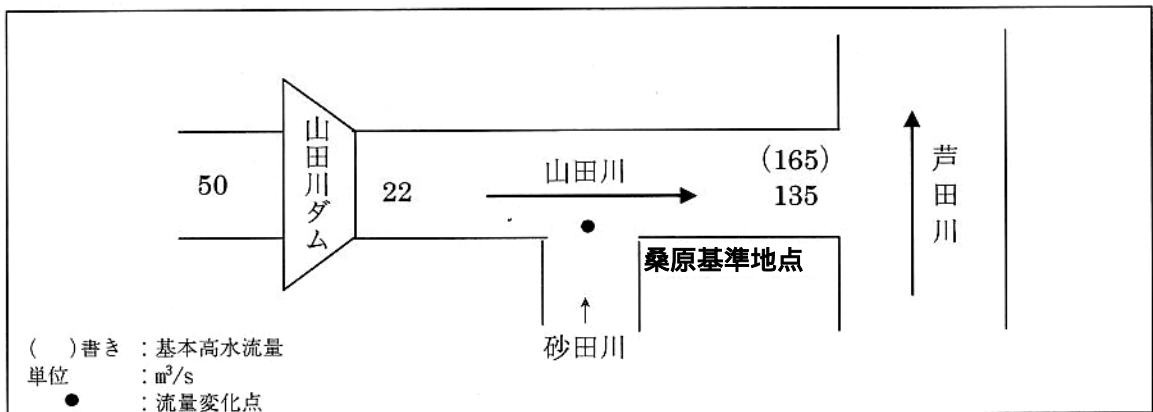 50
山田川ダム
22
山田川
(165)
135
芦田川
桑原基準地点
砂田川
( )書き :基本高水流量
単位 :m³/s
● :流量変化点